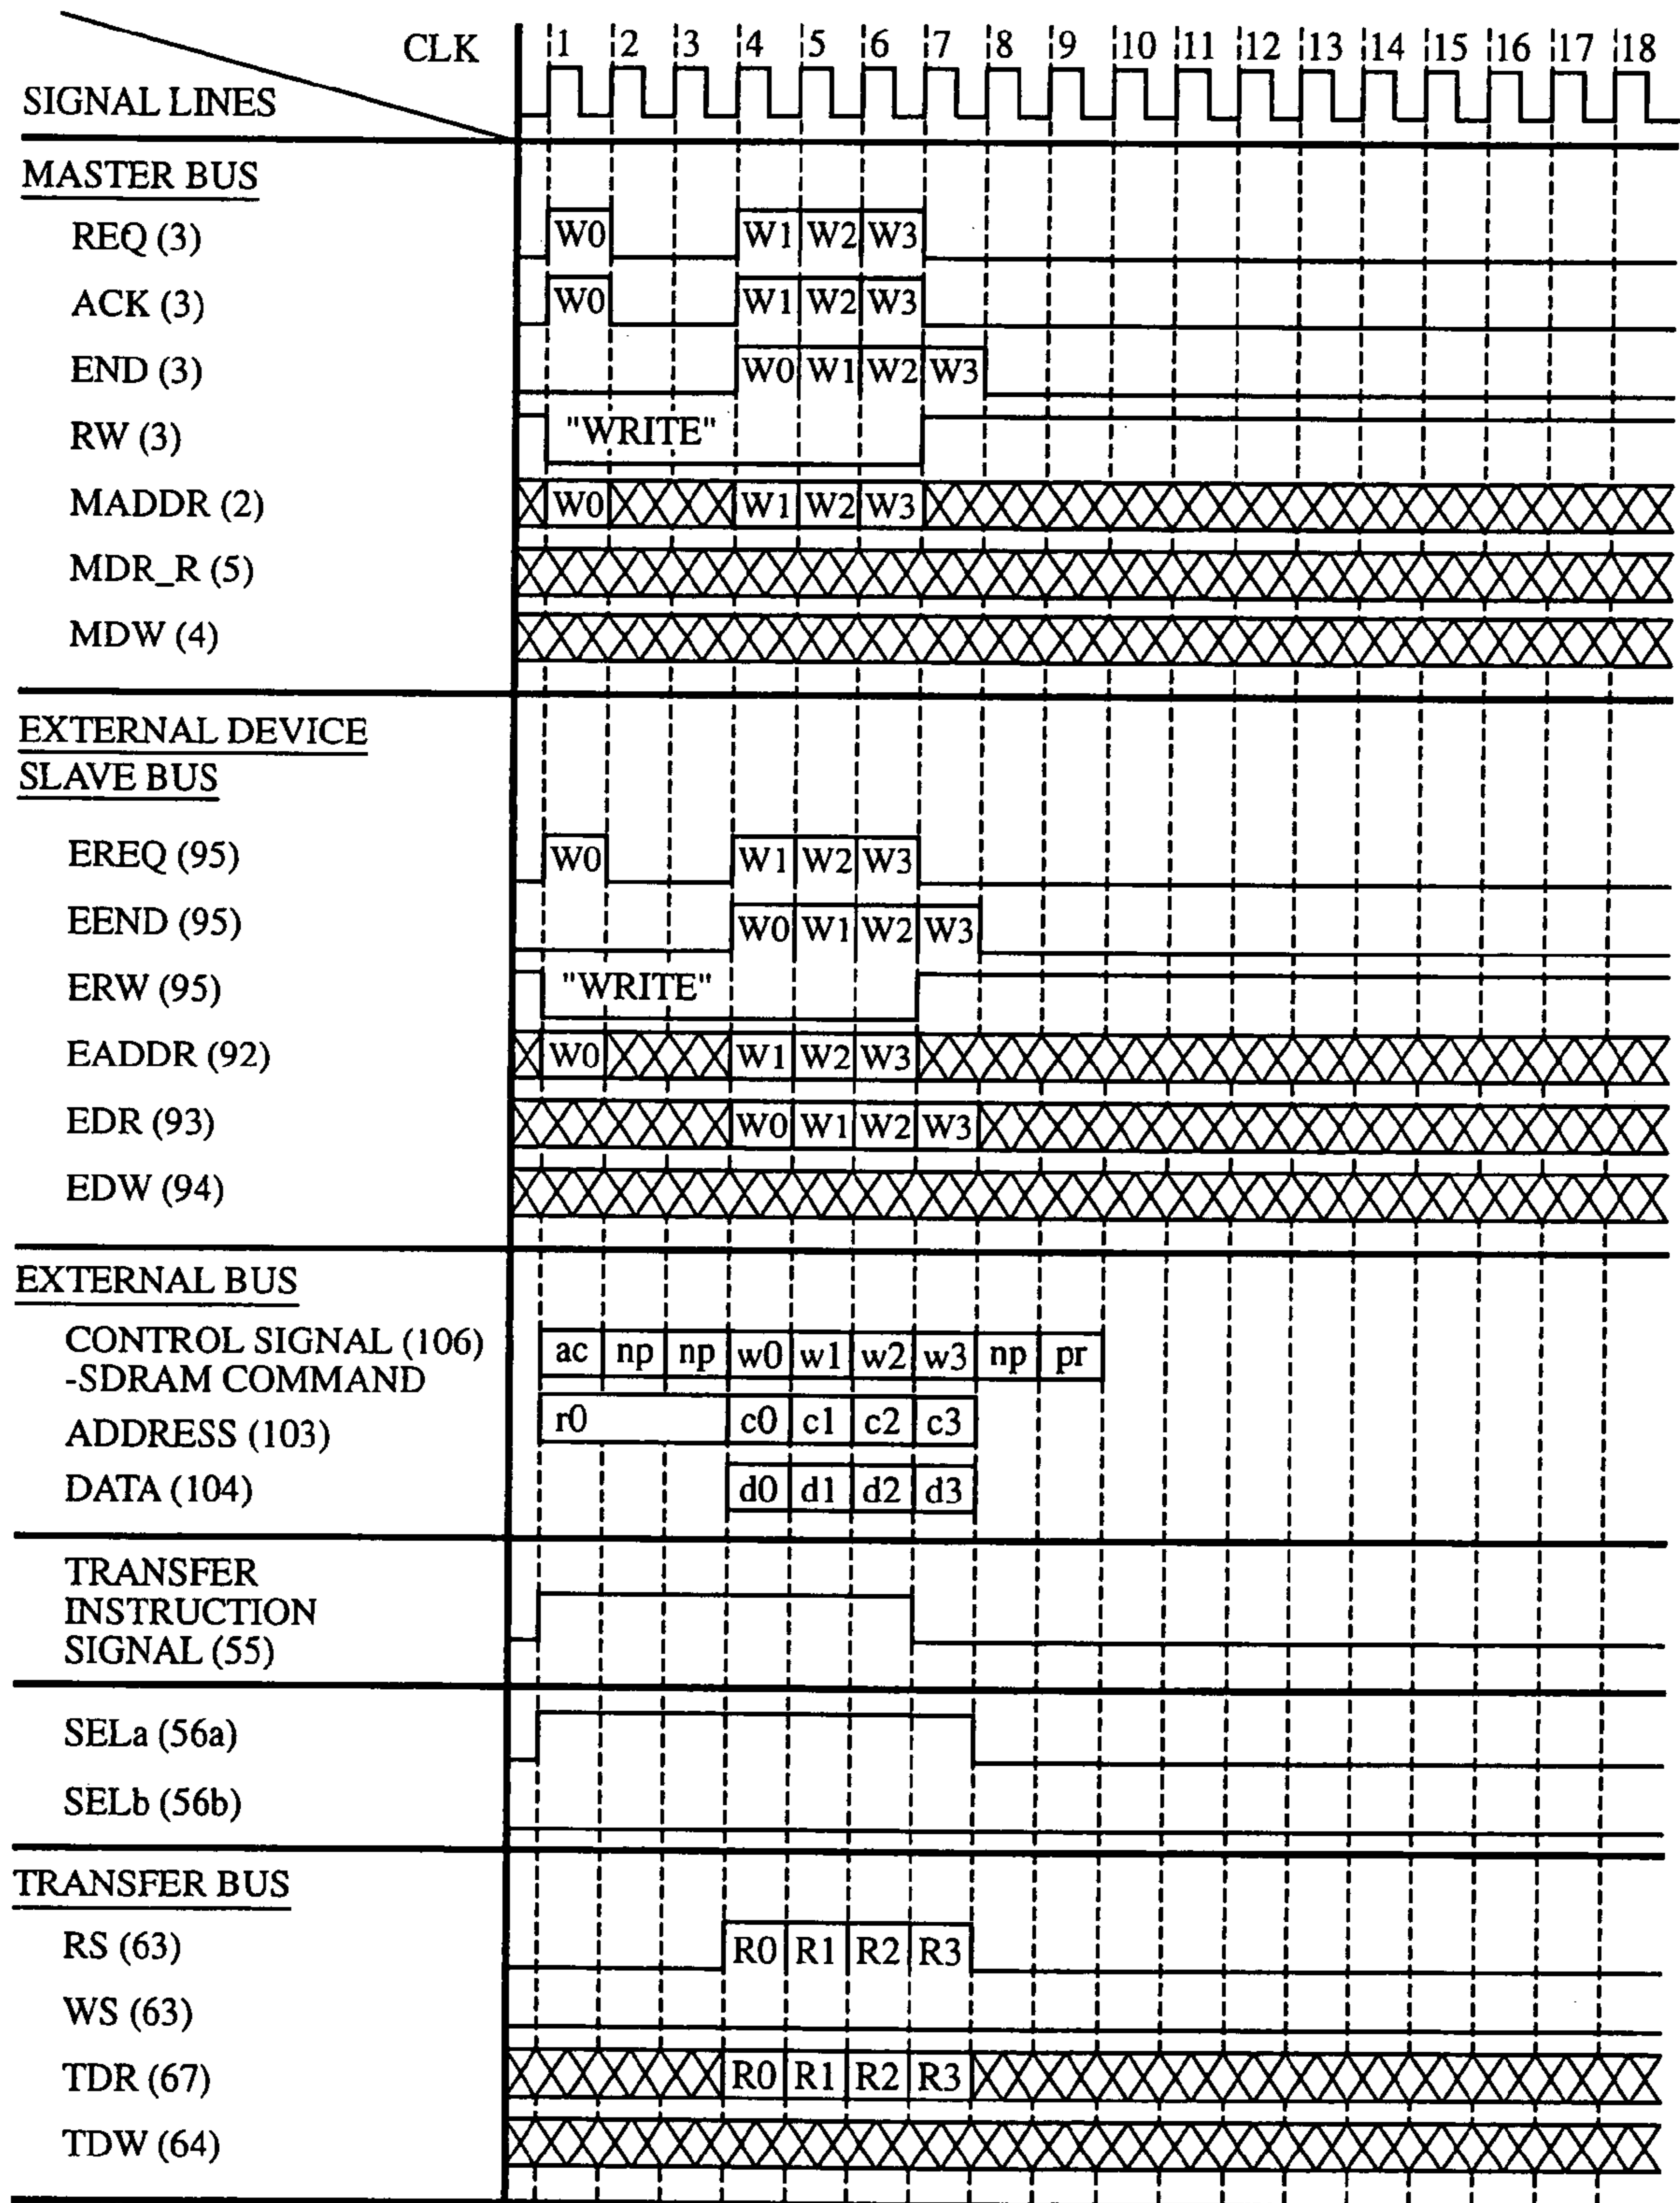 CLK 1 2 3 4 5 6 7 8 9 10 11 12 13 14 15 16 17 18
SIGNAL LINES
MASTER BUS
REQ (3) W0 W1 W2 W3
ACK (3) W0 W1 W2 W3
END (3) W0 W1 W2 W3
RW (3) "WRITE"
MADDR (2) W0 W1 W2 W3
MDR_R (5)
MDW (4)
EXTERNAL DEVICE
SLAVE BUS
EREQ (95) W0 W1 W2 W3
EEND (95) W0 W1 W2 W3
ERW (95) "WRITE"
EADDR (92) W0 W1 W2 W3
EDR (93) W0 W1 W2 W3
EDW (94)
EXTERNAL BUS
CONTROL SIGNAL (106) ac np np w0 w1 w2 w3 np pr
-SDRAM COMMAND
ADDRESS (103) r0 c0 c1 c2 c3
DATA (104) d0 d1 d2 d3
TRANSFER
INSTRUCTION
SIGNAL (55)
SELa (56a)
SELb (56b)
TRANSFER BUS
RS (63) R0 R1 R2 R3
WS (63)
TDR (67) R0 R1 R2 R3
TDW (64)